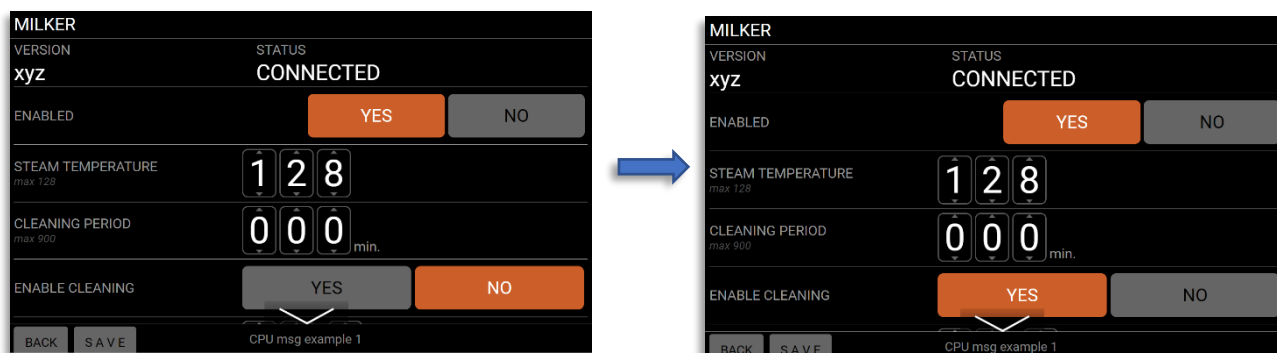 MILKER
VERSION STATUS
xyz CONNECTED
ENABLED YES NO
STEAM TEMPERATURE
max 128
1 2 8
CLEANING PERIOD
max 900
0 0 0 min.
ENABLE CLEANING YES NO
BACK SAVE CPU msg example 1
MILKER
VERSION STATUS
xyz CONNECTED
ENABLED YES NO
STEAM TEMPERATURE
max 128
1 2 8
CLEANING PERIOD
max 900
0 0 0 min.
ENABLE CLEANING YES NO
BACK SAVE CPU msg example 1